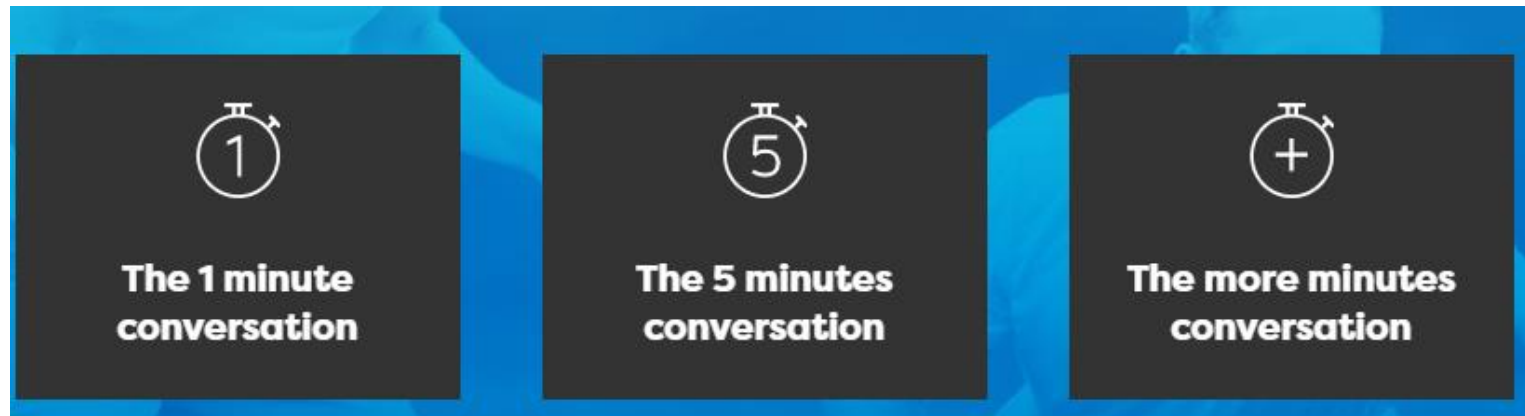 1
The 1 minute
conversation
5
The 5 minutes
conversation
+
The more minutes
conversation